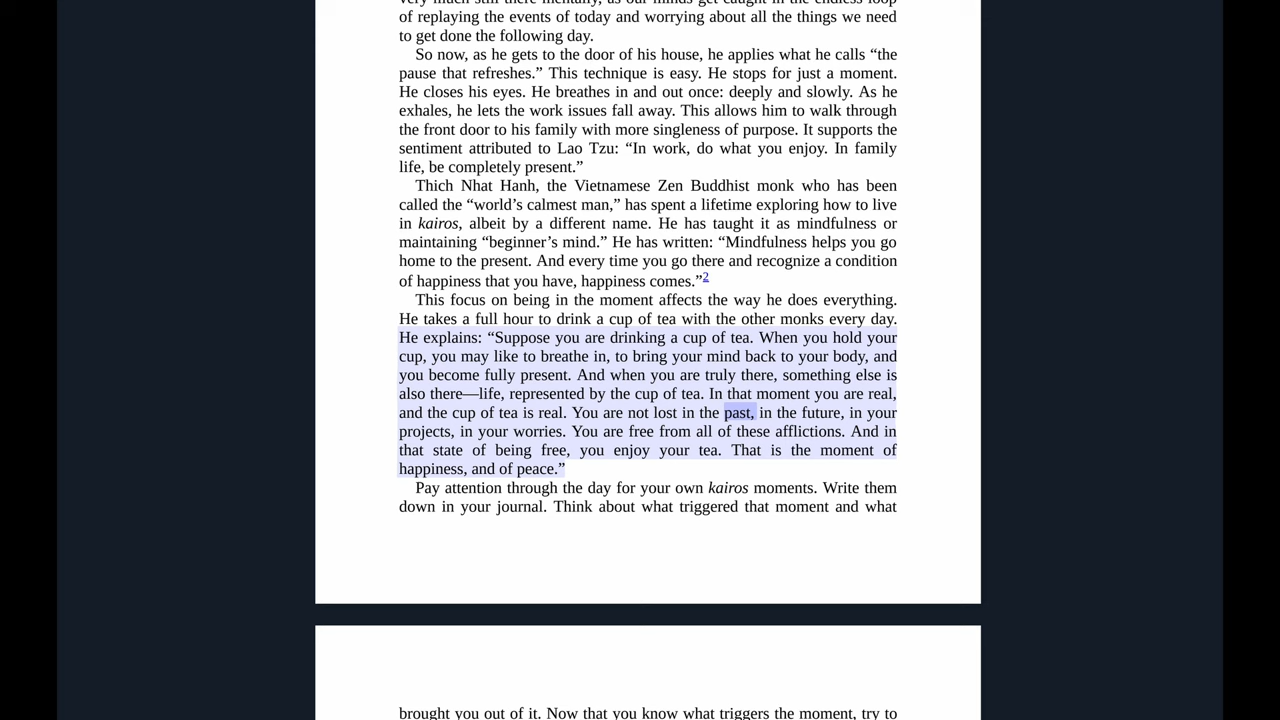 very much still there mentally, as our minds get caught in the endless loop
of replaying the events of today and worrying about all the things we need
to get done the following day.
So now, as he gets to the door of his house, he applies what he calls “the
pause that refreshes.” This technique is easy. He stops for just a moment.
He closes his eyes. He breathes in and out once: deeply and slowly. As he
exhales, he lets the work issues fall away. This allows him to walk through
the front door to his family with more singleness of purpose. It supports the
sentiment attributed to Lao Tzu: “In work, do what you enjoy. In family
life, be completely present.”
Thich Nhat Hanh, the Vietnamese Zen Buddhist monk who has been
called the “world’s calmest man,” has spent a lifetime exploring how to live
in kairos, albeit by a different name. He has taught it as mindfulness or
maintaining “beginner’s mind.” He has written: “Mindfulness helps you go
home to the present. And every time you go there and recognize a condition
of happiness that you have, happiness comes.”2
This focus on being in the moment affects the way he does everything.
He takes a full hour to drink a cup of tea with the other monks every day.
He explains: “Suppose you are drinking a cup of tea. When you hold your
cup, you may like to breathe in, to bring your mind back to your body, and
you become fully present. And when you are truly there, something else is
also there—life, represented by the cup of tea. In that moment you are real,
and the cup of tea is real. You are not lost in the past, in the future, in your
projects, in your worries. You are free from all of these afflictions. And in
that state of being free, you enjoy your tea. That is the moment of
happiness, and of peace.”
Pay attention through the day for your own kairos moments. Write them
down in your journal. Think about what triggered that moment and what
brought you out of it. Now that you know what triggers the moment, try to